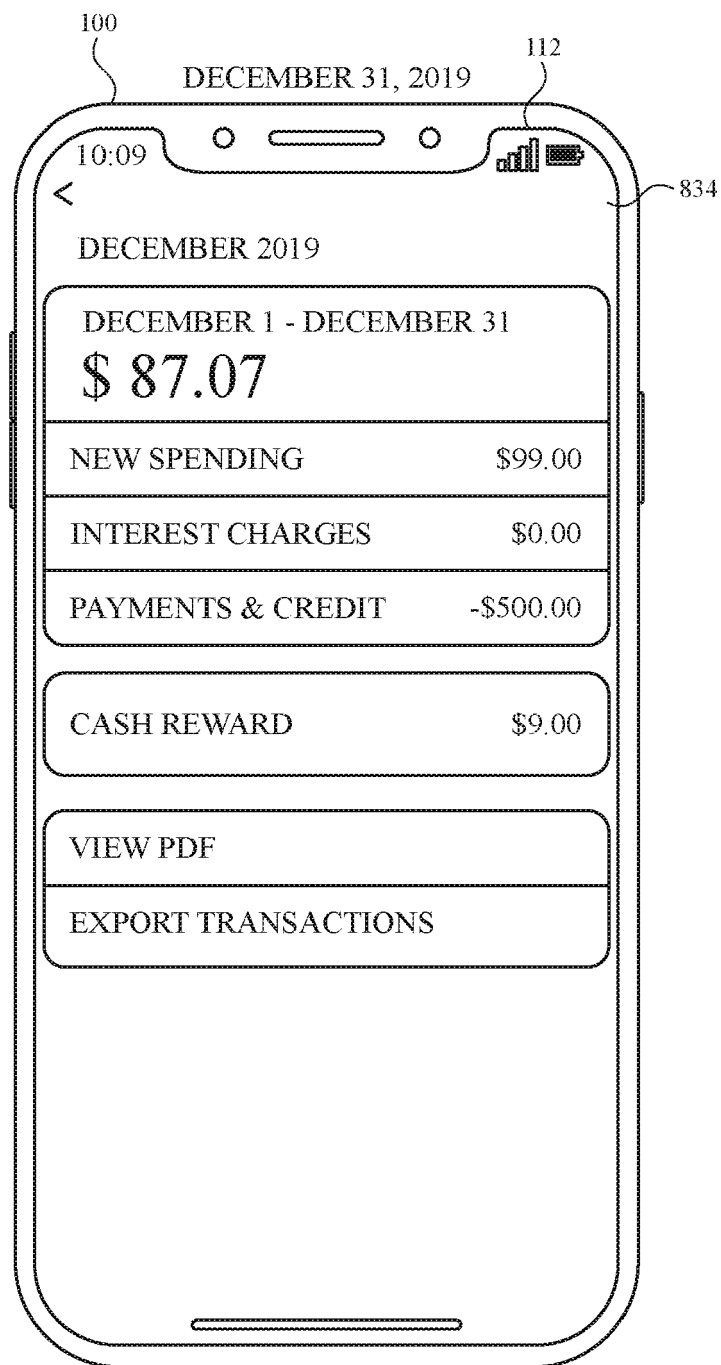 100
DECEMBER 31, 2019
112
10:09
<
834
DECEMBER 2019
DECEMBER 1 - DECEMBER 31
$ 87.07
NEW SPENDING $99.00
INTEREST CHARGES $0.00
PAYMENTS & CREDIT -$500.00
CASH REWARD $9.00
VIEW PDF
EXPORT TRANSACTIONS